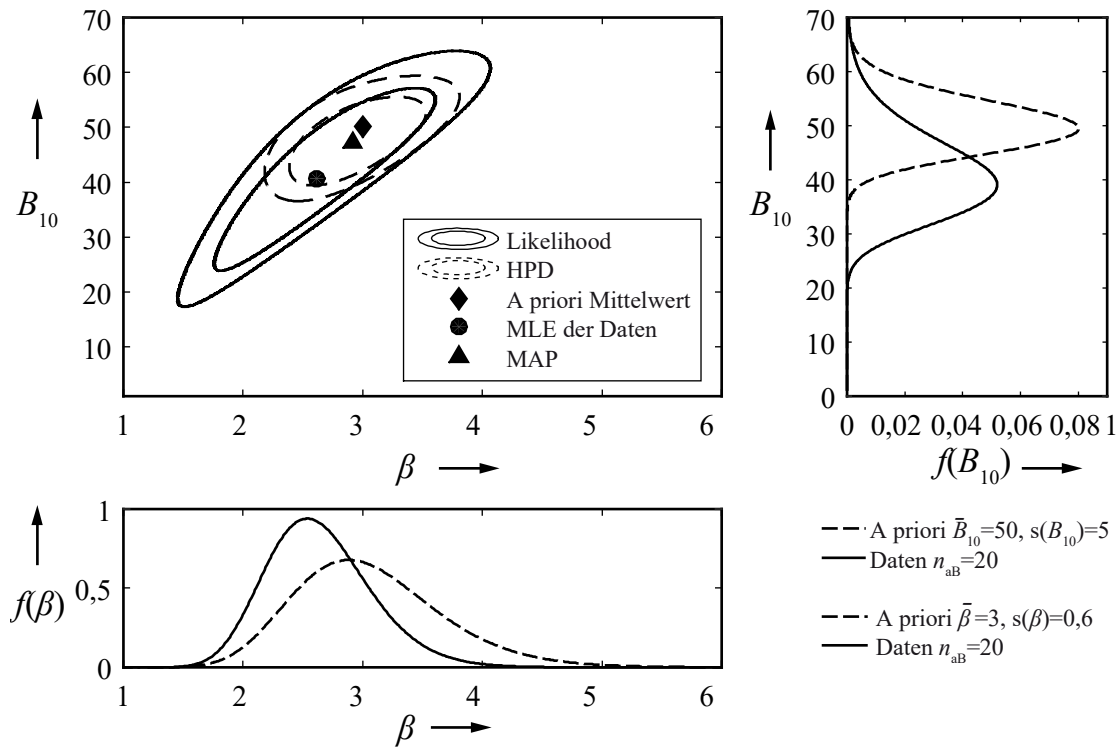 70
60
50
40
30
20
10
B10
1 2 3 4 5 6
β
Likelihood
HPD
A priori Mittelwert
MLE der Daten
MAP
70
60
50
40
30
20
10
0
B10
0 0,02 0,04 0,06 0,08 1
f(B10)
1
0,5
0
f(β)
1 2 3 4 5 6
β
A priori B̄10=50, s(B10)=5
Daten naB=20
A priori β̄=3, s(β)=0,6
Daten naB=20